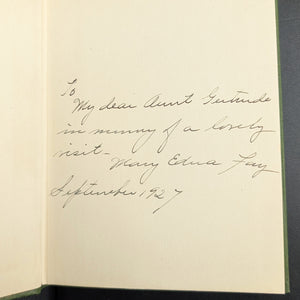 To
My dear Aunt Gertrude
in memory of a lovely
visit - Mary Edna Fay
September 1927